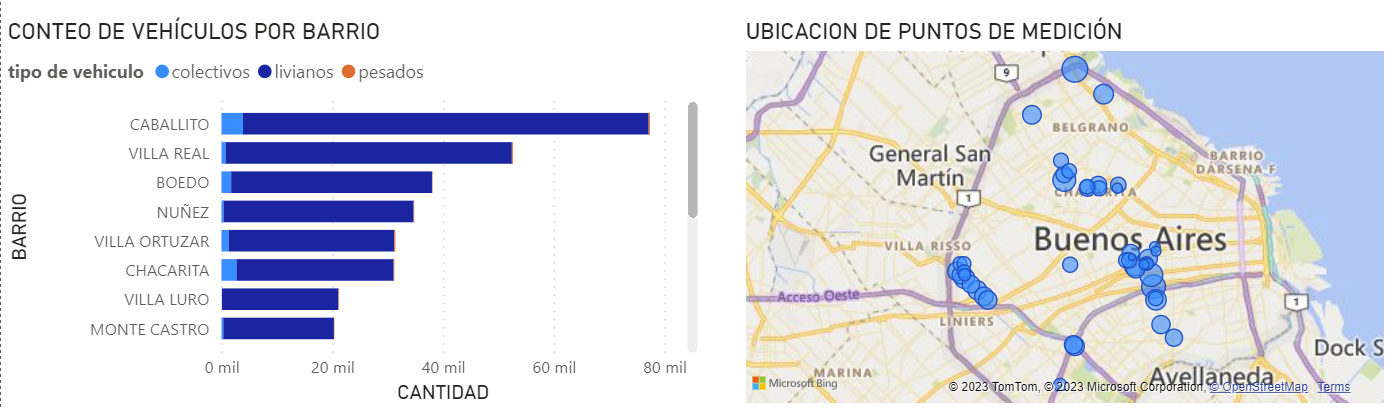 CONTEO DE VEHÍCULOS POR BARRIO
tipo de vehiculo colectivos livianos pesados
BARRIO
CABALLITO
VILLA REAL
BOEDO
NUÑEZ
VILLA ORTUZAR
CHACARITA
VILLA LURO
MONTE CASTRO
0 mil 20 mil 40 mil 60 mil 80 mil
CANTIDAD
UBICACION DE PUNTOS DE MEDICIÓN
9
BELGRANO
General San
Martín
BARRIO
DÁRSENA F
1
CHACARITA
VILLA RISSO
Buenos Aires
Acceso Oeste
1
LINIERS
Dock S
MARINA
Avellaneda
Microsoft Bing
© 2023 TomTom, © 2023 Microsoft Corporation, © OpenStreetMap Terms